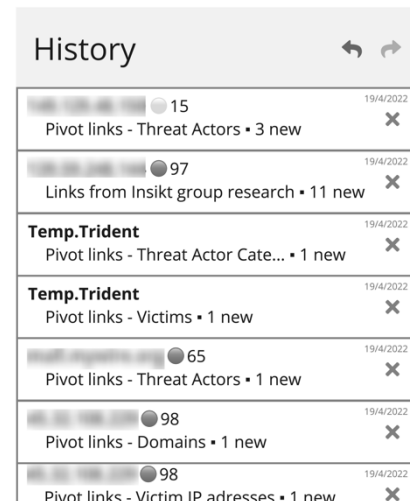 History
19/4/2022
15
Pivot links - Threat Actors ▪ 3 new
19/4/2022
97
Links from Insikt group research ▪ 11 new
19/4/2022
Temp.Trident
Pivot links - Threat Actor Cate... ▪ 1 new
19/4/2022
Temp.Trident
Pivot links - Victims ▪ 1 new
19/4/2022
65
Pivot links - Threat Actors ▪ 1 new
19/4/2022
98
Pivot links - Domains ▪ 1 new
19/4/2022
98
Pivot links - Victim IP adresses ▪ 1 new